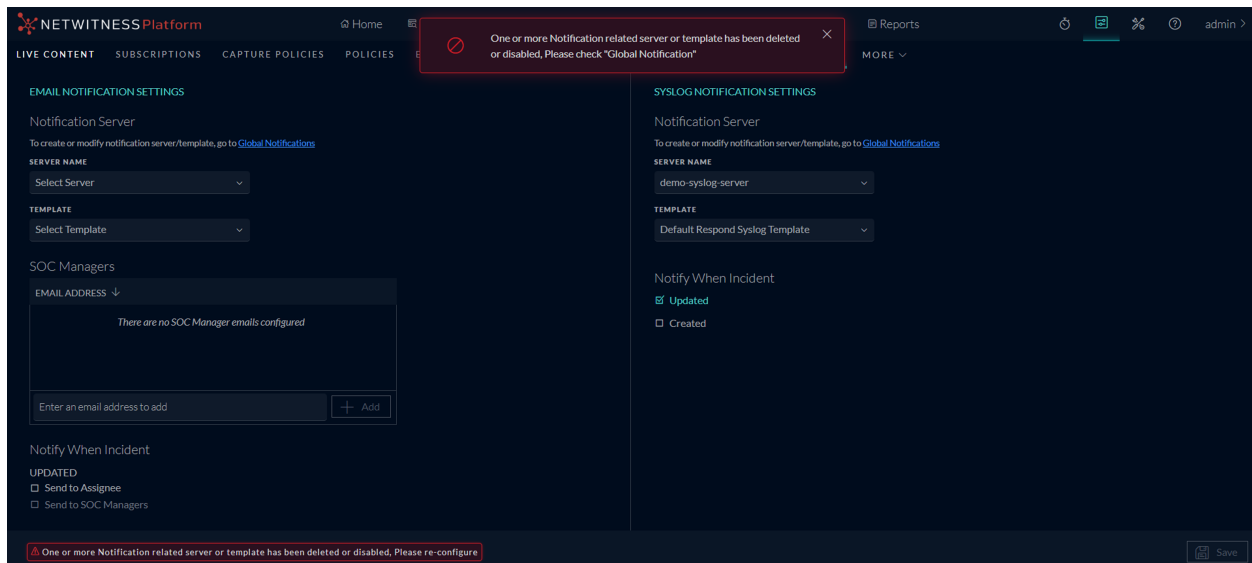 NETWITNESS Platform
Home
Reports
admin
One or more Notification related server or template has been deleted
or disabled, Please check "Global Notification"
LIVE CONTENT
SUBSCRIPTIONS
CAPTURE POLICIES
POLICIES
MORE
EMAIL NOTIFICATION SETTINGS
Notification Server
To create or modify notification server/template, go to Global Notifications
SERVER NAME
Select Server
TEMPLATE
Select Template
SOC Managers
EMAIL ADDRESS
There are no SOC Manager emails configured
Enter an email address to add
Add
Notify When Incident
UPDATED
Send to Assignee
Send to SOC Managers
SYSLOG NOTIFICATION SETTINGS
Notification Server
To create or modify notification server/template, go to Global Notifications
SERVER NAME
demo-syslog-server
TEMPLATE
Default Respond Syslog Template
Notify When Incident
Updated
Created
One or more Notification related server or template has been deleted or disabled, Please re-configure
Save